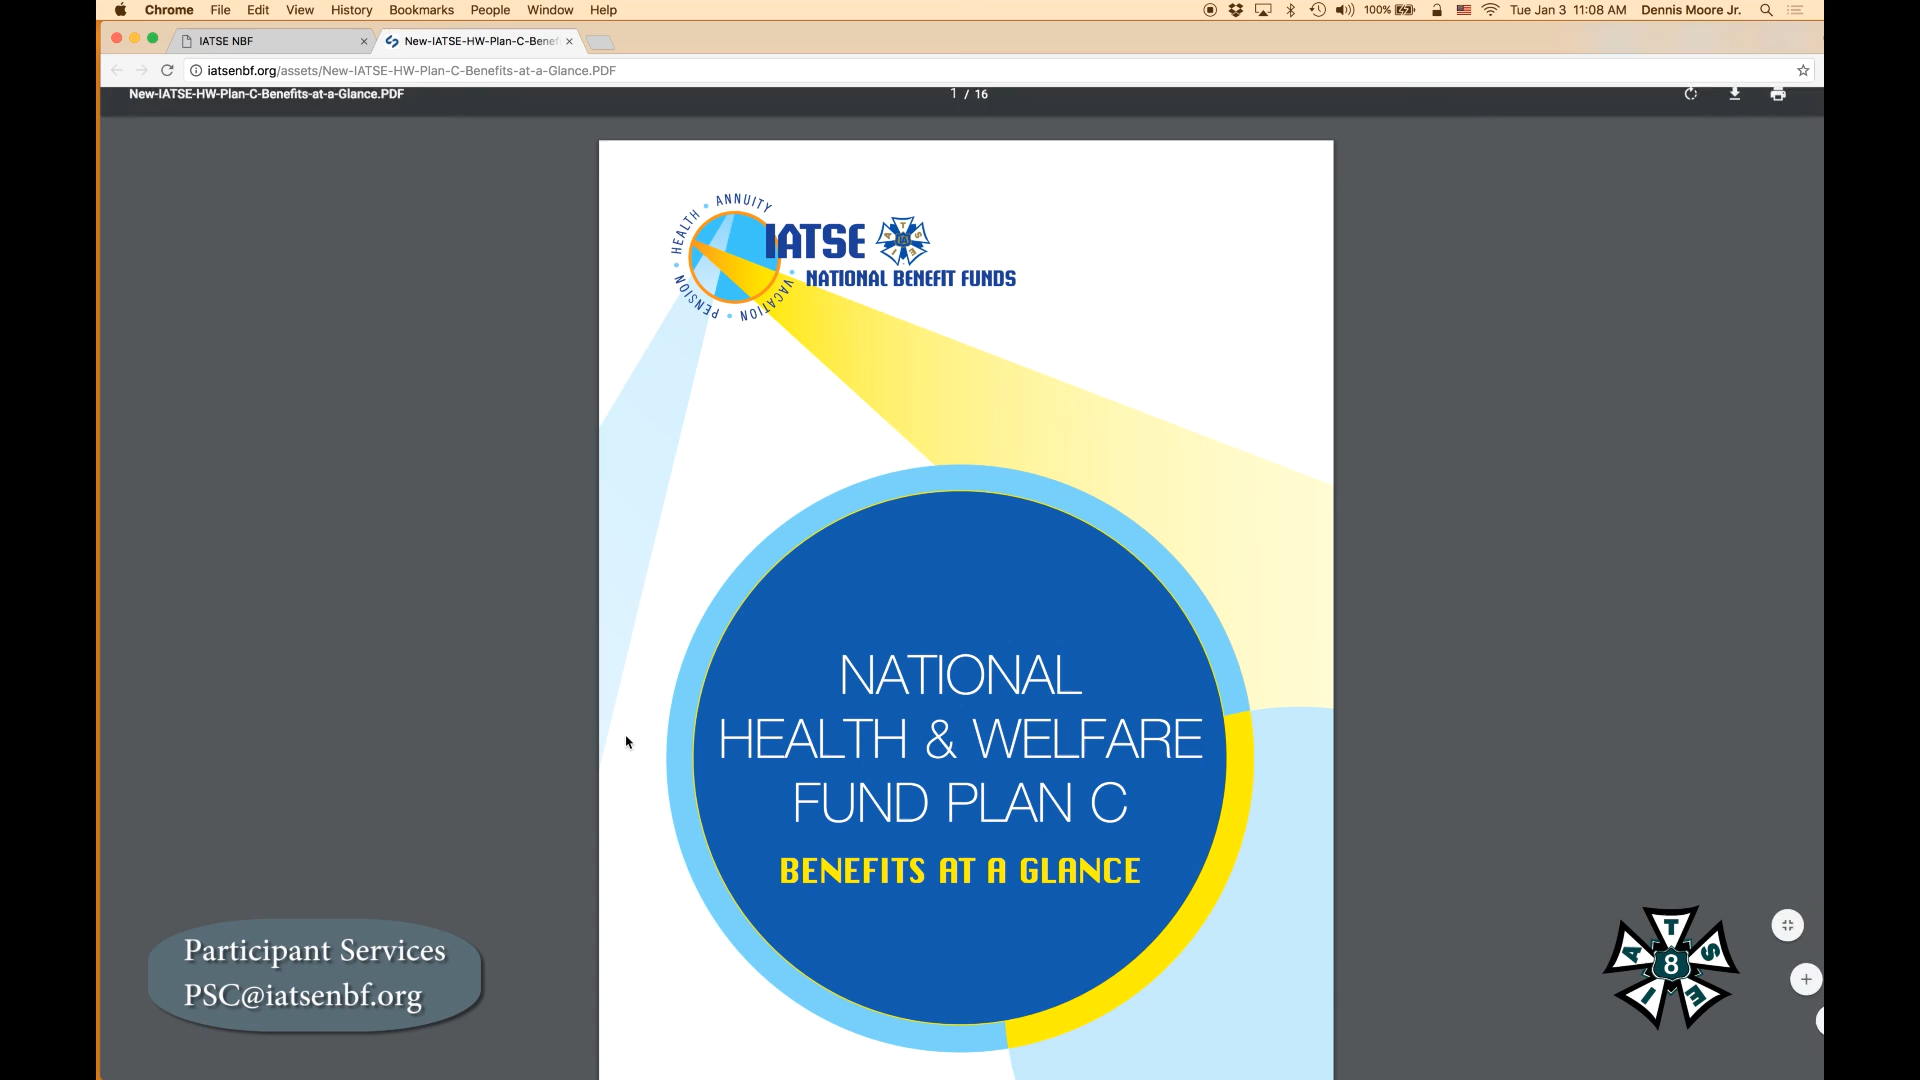 Chrome File Edit View History Bookmarks People Window Help
100% Tue Jan 3 11:08 AM Dennis Moore Jr.
IATSE NBF
New-IATSE-HW-Plan-C-Benef
iatsenbf.org/assets/New-IATSE-HW-Plan-C-Benefits-at-a-Glance.PDF
New-IATSE-HW-Plan-C-Benefits-at-a-Glance.PDF
1 / 16
HEALTH • ANNUITY • VACATION • PENSION •
IATSE
IATSE
NATIONAL BENEFIT FUNDS
NATIONAL
HEALTH & WELFARE
FUND PLAN C
BENEFITS AT A GLANCE
Participant Services
PSC@iatsenbf.org
IATSE
8